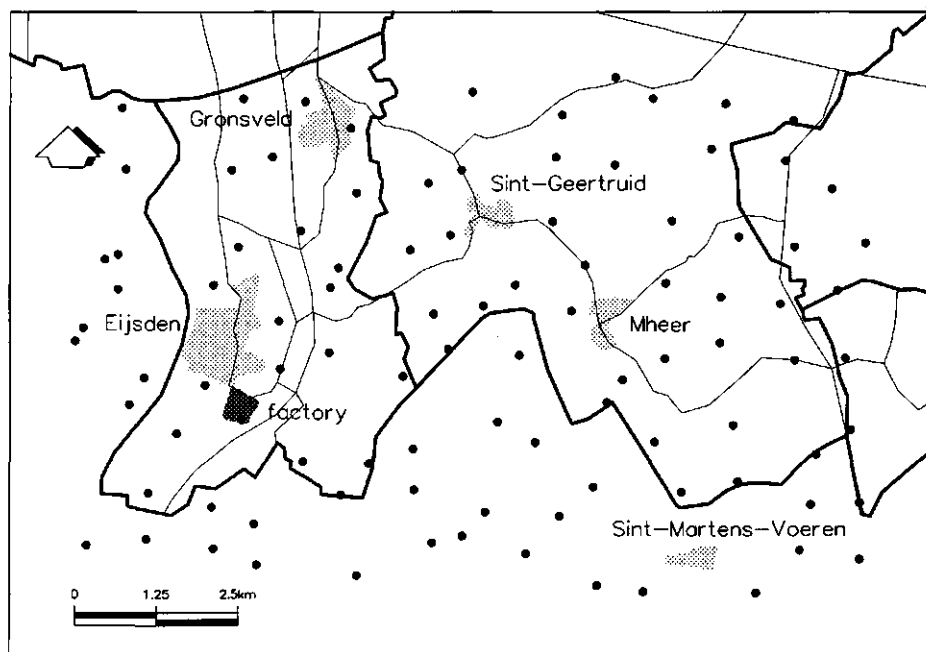 Gronsveld
Sint-Geertruid
Eijsden
Mheer
factory
Sint-Martens-Voeren
0 1.25 2.5km